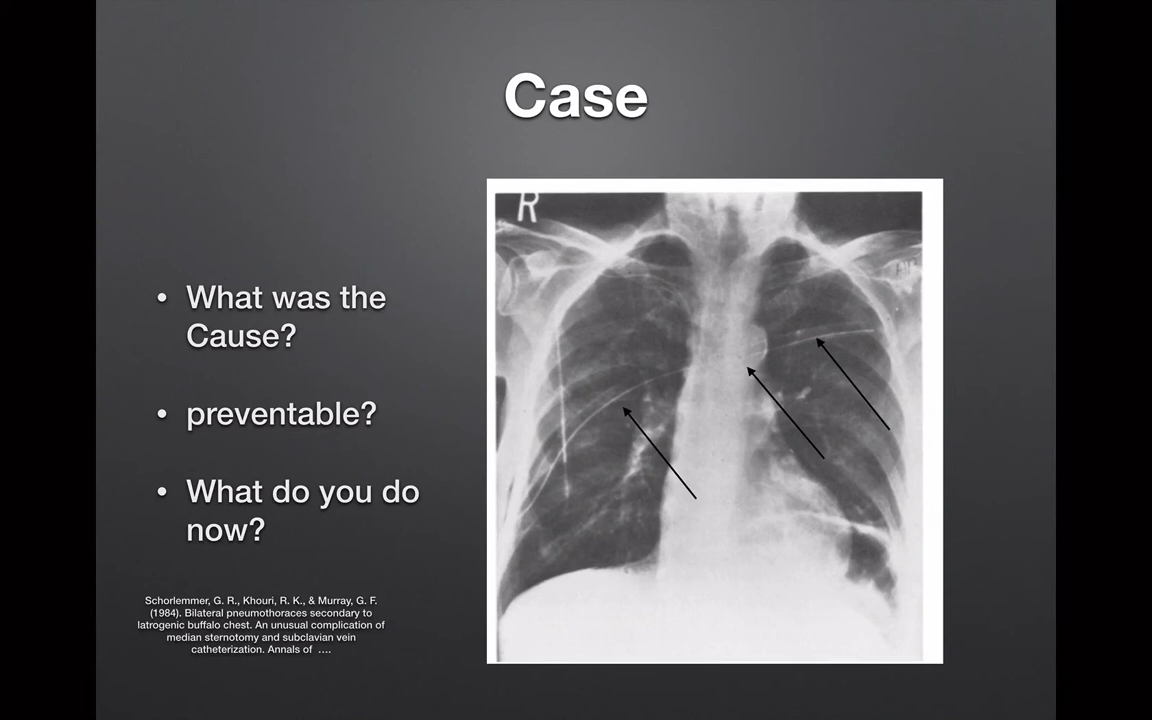 Case
• What was the
Cause?
• preventable?
• What do you do
now?
Schorlemmer, G. R., Khouri, R. K., & Murray, G. F.
(1984). Bilateral pneumothoraces secondary to
Iatrogenic buffalo chest. An unusual complication of
median sternotomy and subclavian vein
catheterization. Annals of ….
R